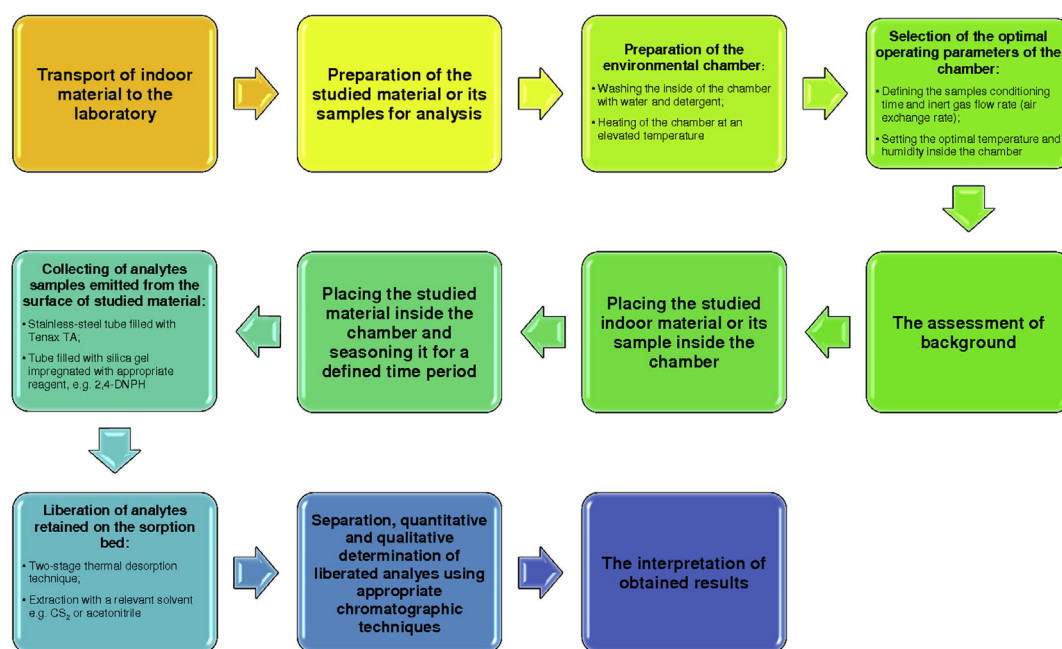 Transport of indoor
material to the
laboratory
Preparation of the
studied material or its
samples for analysis
Preparation of the
environmental chamber:
• Washing the inside of the chamber
with water and detergent;
• Heating of the chamber at an
elevated temperature
Selection of the optimal
operating parameters of the
chamber:
• Defining the samples conditioning
time and inert gas flow rate (air
exchange rate);
• Setting the optimal temperature and
humidity inside the chamber
The assessment of
background
Placing the studied
indoor material or its
sample inside the
chamber
Placing the studied
material inside the
chamber and
seasoning it for a
defined time period
Collecting of analytes
samples emitted from the
surface of studied material:
• Stainless-steel tube filled with
Tenax TA;
• Tube filled with silica gel
impregnated with appropriate
reagent, e.g. 2,4-DNPH
Liberation of analytes
retained on the sorption
bed:
• Two-stage thermal desorption
technique;
• Extraction with a relevant solvent
e.g. CS₂ or acetonitrile
Separation, quantitative
and qualitative
determination of
liberated analyes using
appropriate
chromatographic
techniques
The interpretation of
obtained results